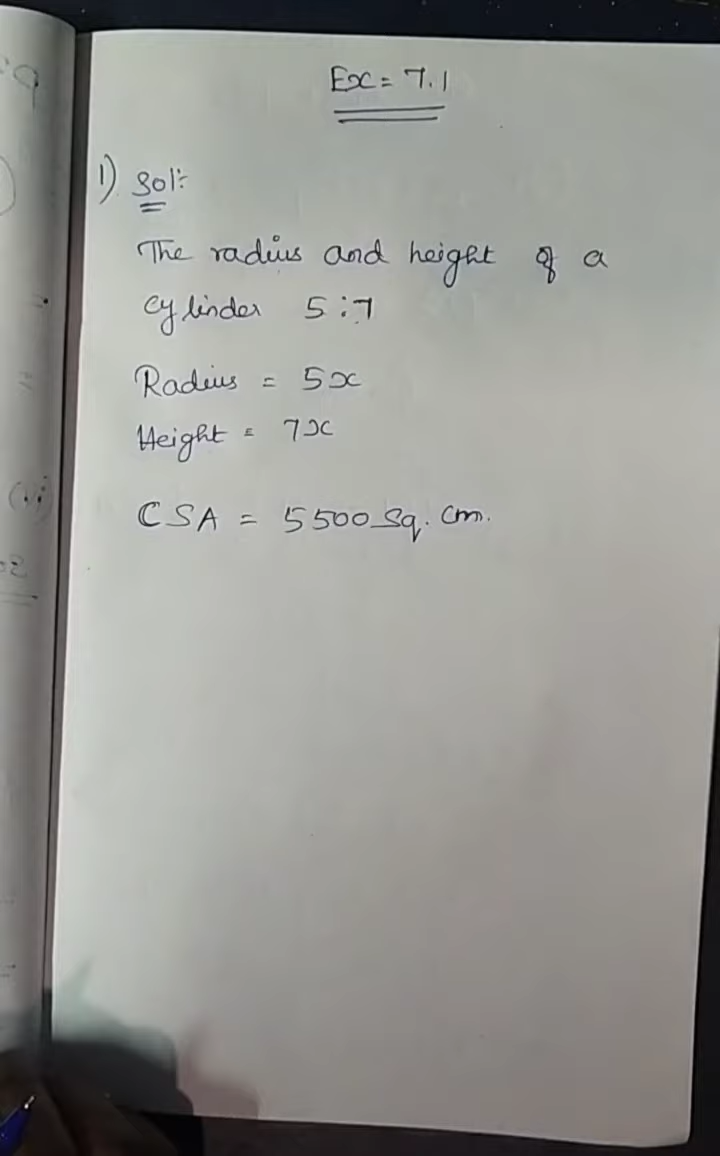 Ex = 7.1
1) Sol:-
The radius and height of a
cylinder 5:7
Radius = 5x
Height = 7x
CSA = 5500 Sq. cm.
(vi)